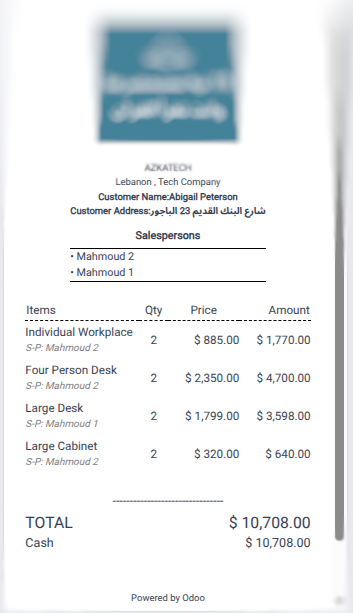 AZKATECH
Lebanon , Tech Company
Customer Name:Abigail Peterson
Customer Address:شارع البنك القديم 23 الباجور
Salespersons
• Mahmoud 2
• Mahmoud 1
Items Qty Price Amount
Individual Workplace 2 $ 885.00 $ 1,770.00
S-P: Mahmoud 2
Four Person Desk 2 $ 2,350.00 $ 4,700.00
S-P: Mahmoud 2
Large Desk 2 $ 1,799.00 $ 3,598.00
S-P: Mahmoud 1
Large Cabinet 2 $ 320.00 $ 640.00
S-P: Mahmoud 2
--------------------------------
TOTAL $ 10,708.00
Cash $ 10,708.00
Powered by Odoo